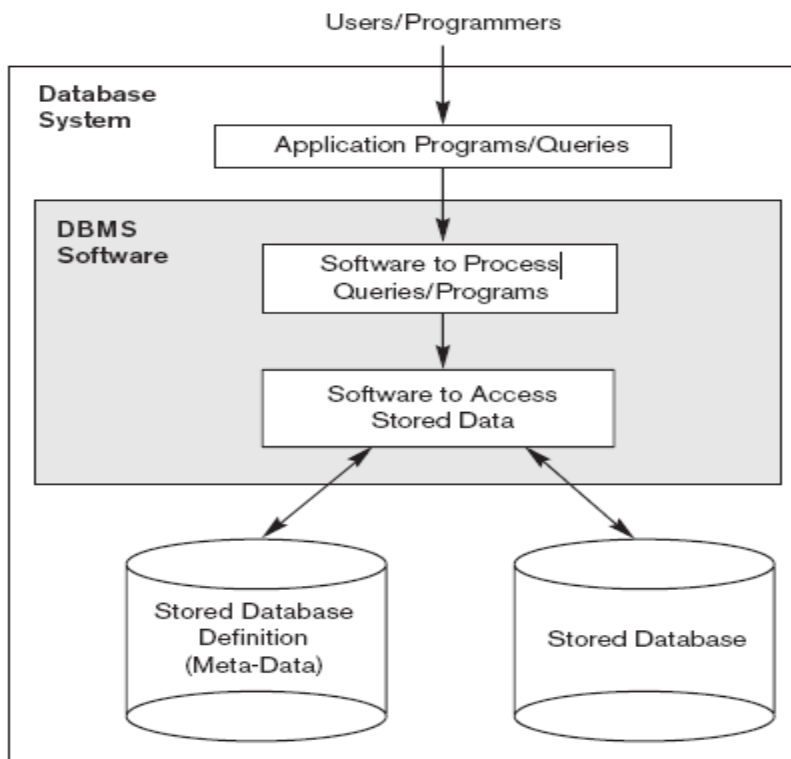 Users/Programmers
Database
System
Application Programs/Queries
DBMS
Software
Software to Process
Queries/Programs
Software to Access
Stored Data
Stored Database
Definition
(Meta-Data)
Stored Database